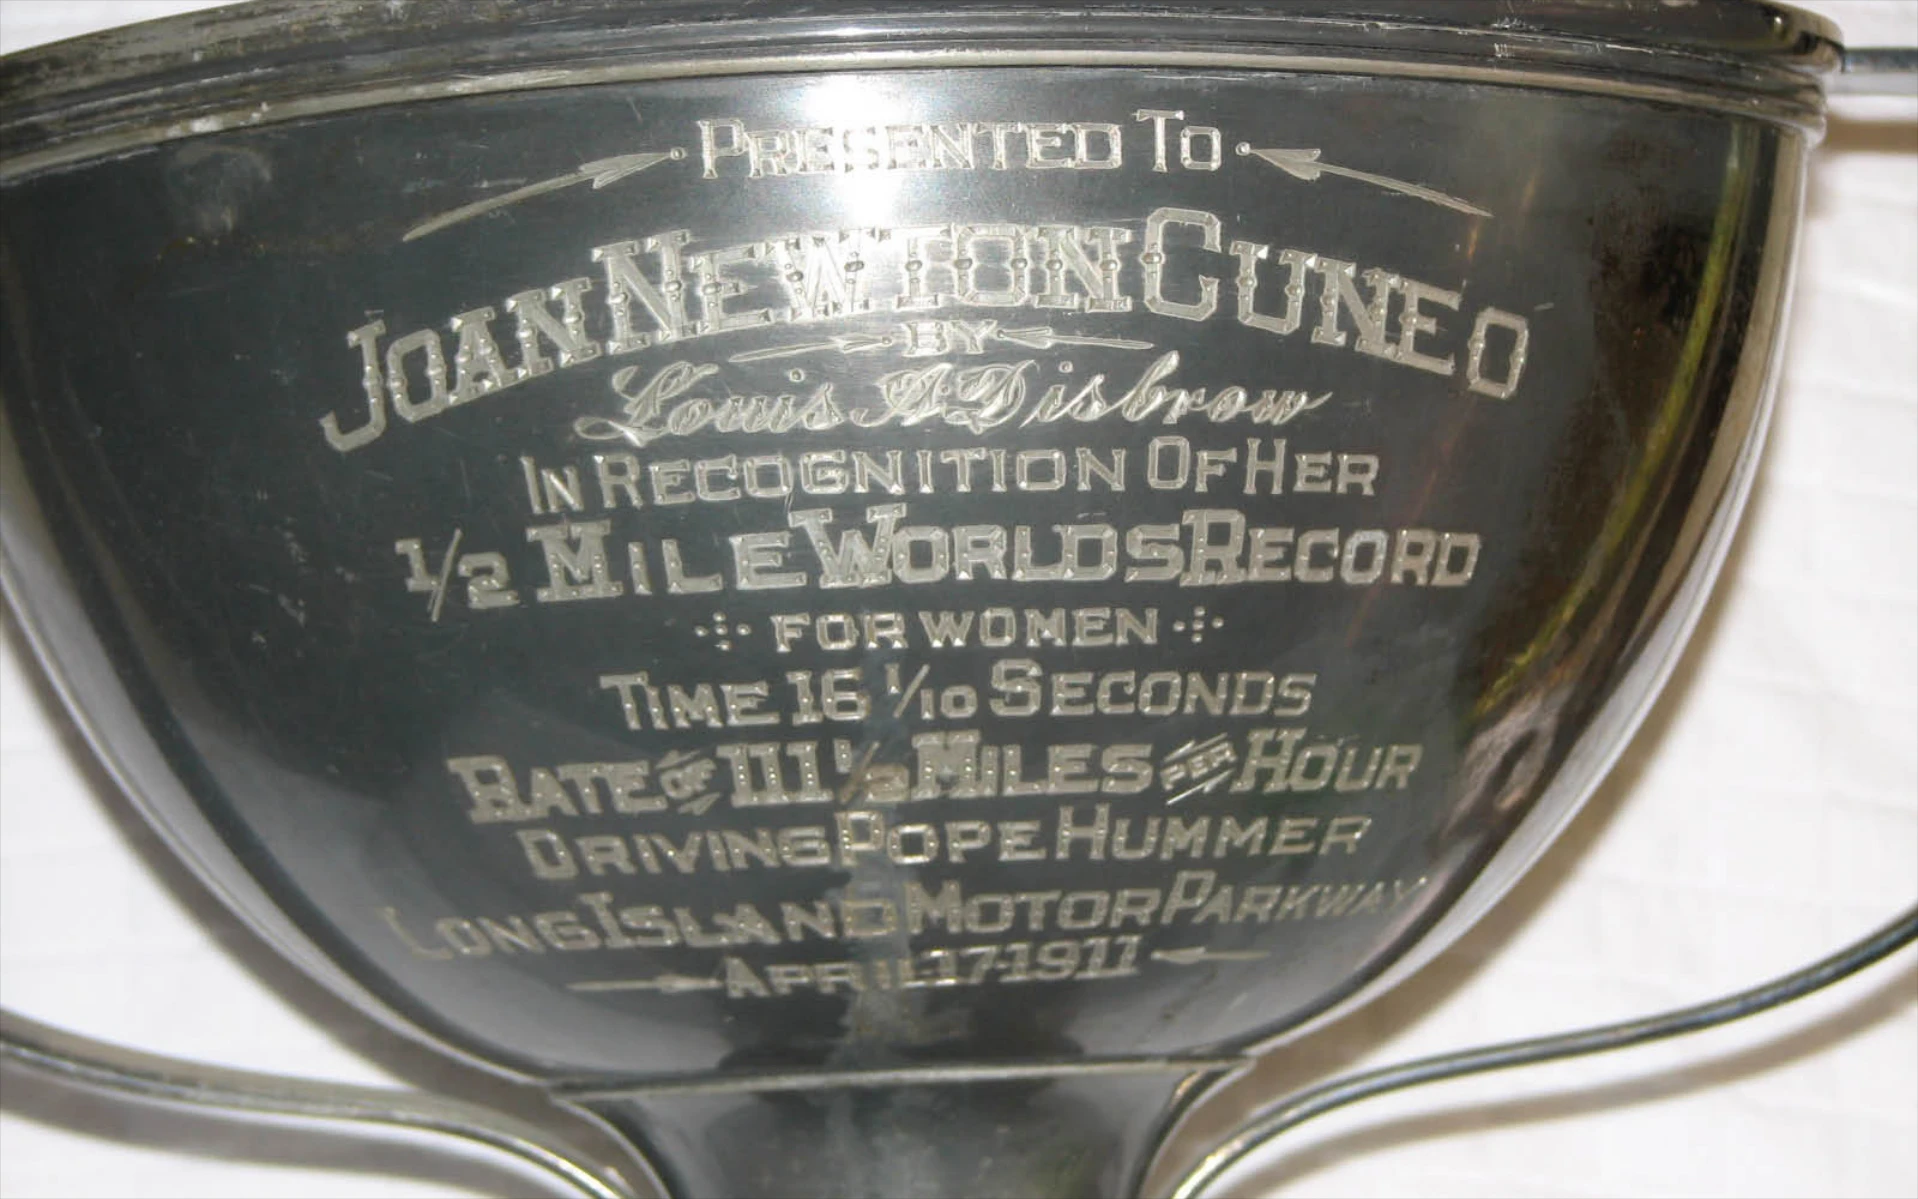 PRESENTED TO
JOAN NEWTON CUNEO
BY
Louis A Disbrow
IN RECOGNITION OF HER
1/2 MILE WORLDS RECORD
FOR WOMEN
TIME 16 1/10 SECONDS
RATE OF 111 1/2 MILES PER HOUR
DRIVING POPE HUMMER
LONG ISLAND MOTOR PARKWAY
APRIL-17-1911